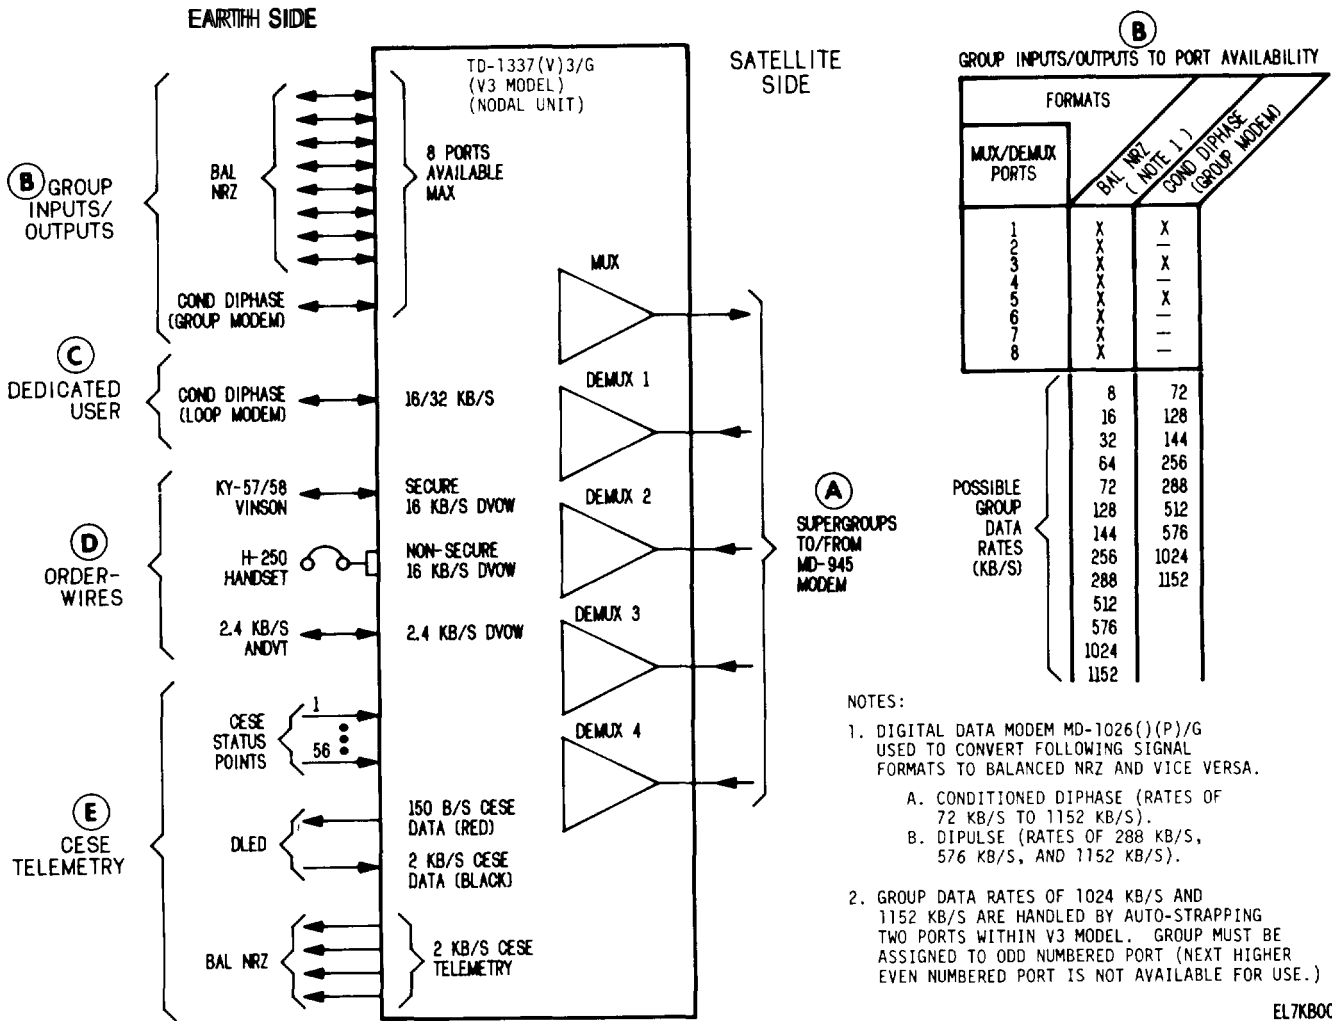 EARTH SIDE
TD-1337(V)3/G
(V3 MODEL)
(NODAL UNIT)
SATELLITE
SIDE
B
GROUP INPUTS/
OUTPUTS
BAL
NRZ
8 PORTS
AVAILABLE
MAX
COND DIPHASE
(GROUP MODEM)
C
DEDICATED
USER
COND DIPHASE
(LOOP MODEM)
16/32 KB/S
D
ORDER-
WIRES
KY-57/58
VINSON
SECURE
16 KB/S DVOW
H-250
HANDSET
NON-SECURE
16 KB/S DVOW
2.4 KB/S
ANDVT
2.4 KB/S DVOW
E
CESE
TELEMETRY
CESE
STATUS
POINTS
1
56
DLED
150 B/S CESE
DATA (RED)
2 KB/S CESE
DATA (BLACK)
BAL NRZ
2 KB/S CESE
TELEMETRY
MUX
DEMUX 1
DEMUX 2
DEMUX 3
DEMUX 4
A
SUPERGROUPS
TO/FROM
MD-945
MODEM
B
GROUP INPUTS/OUTPUTS TO PORT AVAILABILITY
FORMATS
MUX/DEMUX
PORTS
BAL NRZ
( NOTE 1 )
COND DIPHASE
(GROUP MODEM)
1 X X
2 X —
3 X X
4 X —
5 X X
6 X —
7 X —
8 X —
POSSIBLE
GROUP
DATA
RATES
(KB/S)
8 72
16 128
32 144
64 256
72 288
128 512
144 576
256 1024
288 1152
512
576
1024
1152
NOTES:
1. DIGITAL DATA MODEM MD-1026()(P)/G
USED TO CONVERT FOLLOWING SIGNAL
FORMATS TO BALANCED NRZ AND VICE VERSA.
A. CONDITIONED DIPHASE (RATES OF
72 KB/S TO 1152 KB/S).
B. DIPULSE (RATES OF 288 KB/S,
576 KB/S, AND 1152 KB/S).
2. GROUP DATA RATES OF 1024 KB/S AND
1152 KB/S ARE HANDLED BY AUTO-STRAPPING
TWO PORTS WITHIN V3 MODEL. GROUP MUST BE
ASSIGNED TO ODD NUMBERED PORT (NEXT HIGHER
EVEN NUMBERED PORT IS NOT AVAILABLE FOR USE.)